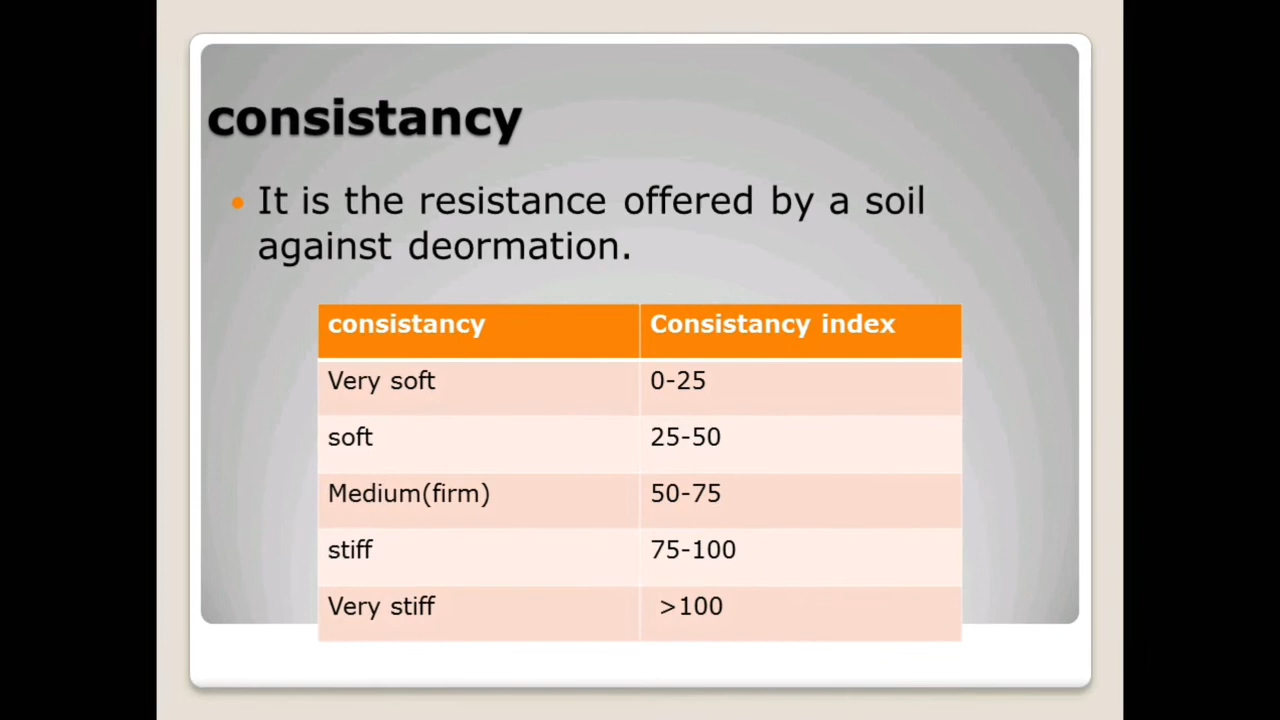 consistancy
It is the resistance offered by a soil
against deormation.
consistancy Consistancy index
Very soft 0-25
soft 25-50
Medium(firm) 50-75
stiff 75-100
Very stiff >100